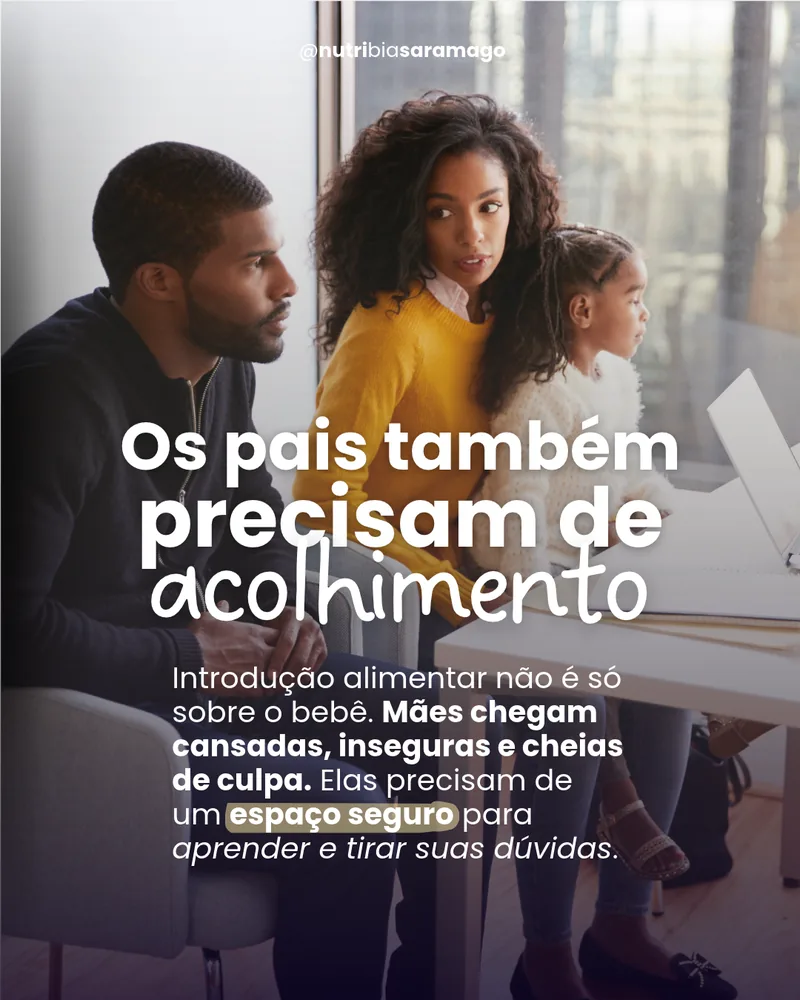 @nutribiasaramago
Os pais também
precisam de
acolhimento
Introdução alimentar não é só
sobre o bebê. Mães chegam
cansadas, inseguras e cheias
de culpa. Elas precisam de
um espaço seguro para
aprender e tirar suas dúvidas.